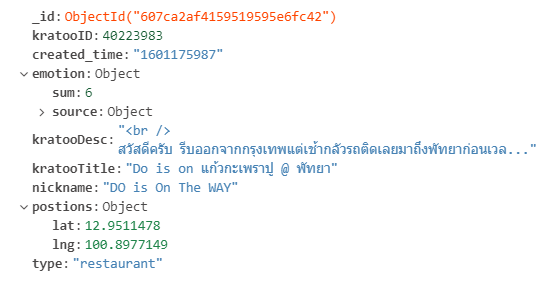 _id: ObjectId("607ca2af4159519595e6fc42")
kratooID: 40223983
created_time: "1601175987"
emotion: Object
sum: 6
source: Object
kratooDesc: "<br />
สวัสดีครับ รีบออกจากกรุงเทพแต่เช้ากลัวรถติดเลยมาถึงพัทยาก่อนเวล..."
kratooTitle: "Do is on แก้วกะเพราปู @ พัทยา"
nickname: "DO is On The WAY"
postions: Object
lat: 12.9511478
lng: 100.8977149
type: "restaurant"